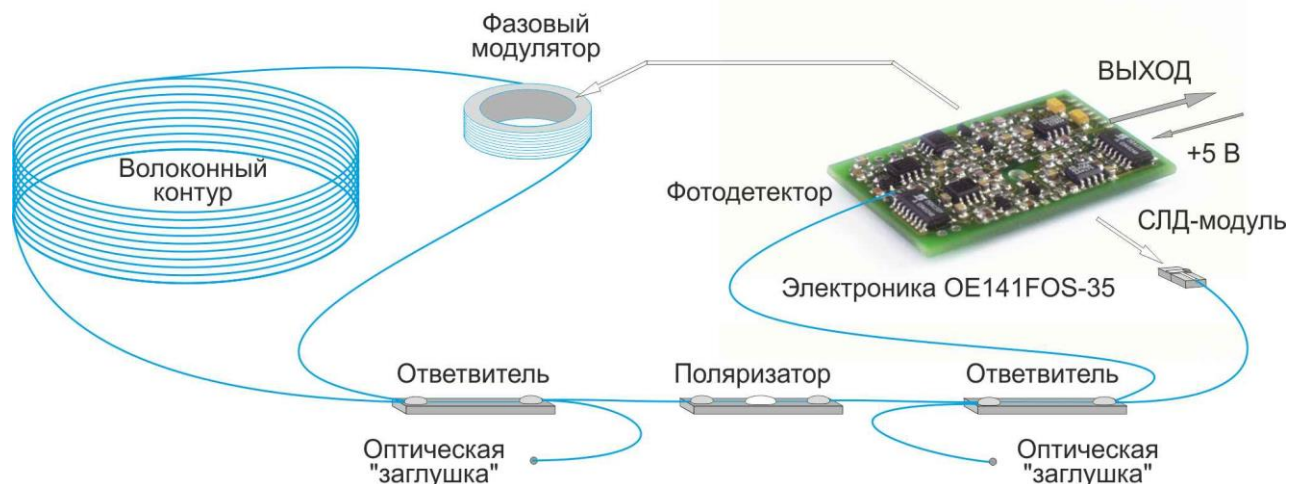 Фазовый
модулятор
ВЫХОД
+5 В
Волоконный
контур
Фотодетектор
СЛД-модуль
Электроника OE141FOS-35
Ответвитель
Поляризатор
Ответвитель
Оптическая
"заглушка"
Оптическая
"заглушка"